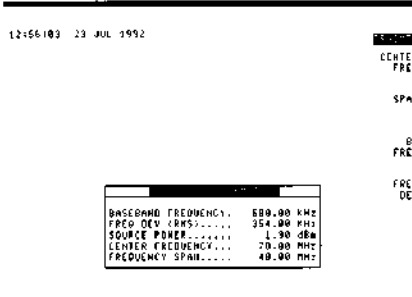 12:56:03 23 JUL 1992
CENTE
FRE
SPA
B
FRE
FRE
DE
BASEBAND FREQUENCY.. 680.00 KHz
FREQ DEV (RMS)..... 354.00 KHz
SOURCE POWER....... 1.90 dBm
CENTER FREQUENCY... 70.00 MHz
FREQUENCY SPAN..... 40.00 MHz